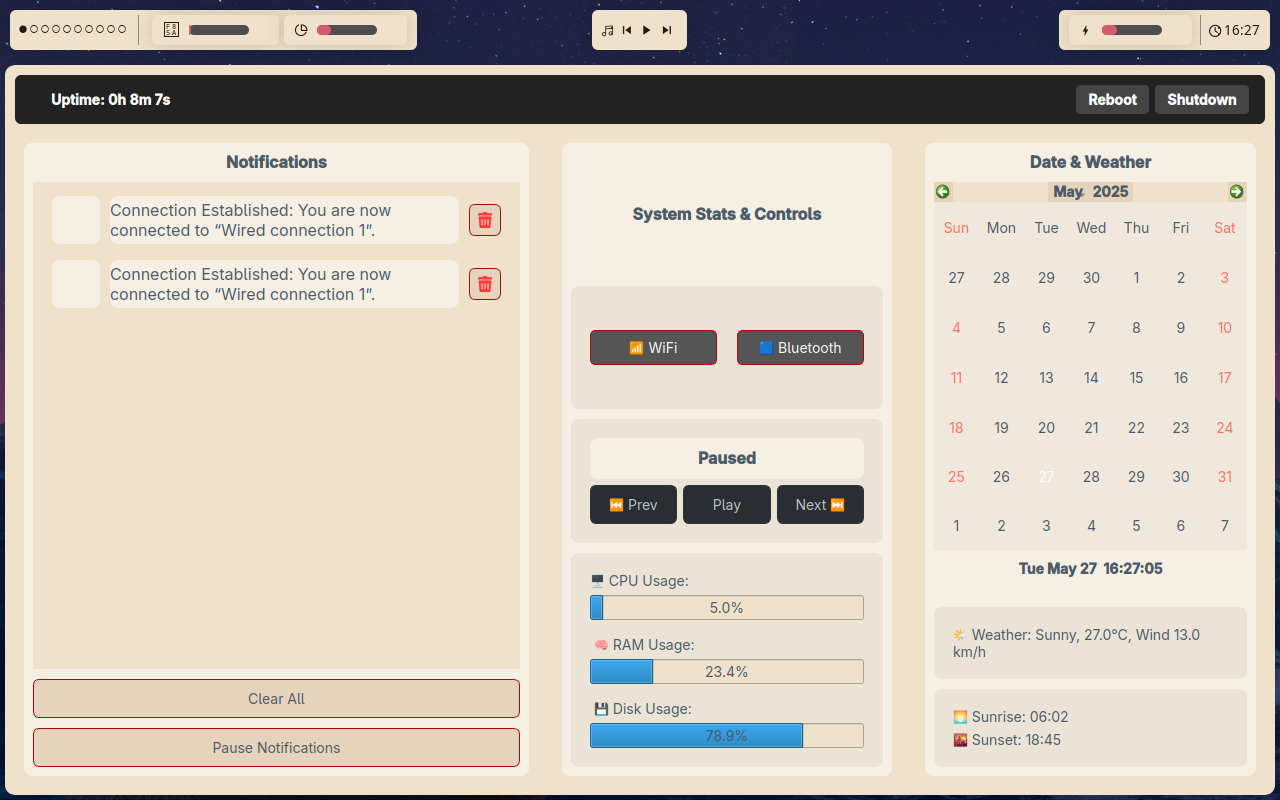 16:27
Uptime: 0h 8m 7s
Reboot
Shutdown
Notifications
Connection Established: You are now
connected to “Wired connection 1”.
Connection Established: You are now
connected to “Wired connection 1”.
Clear All
Pause Notifications
System Stats & Controls
WiFi
Bluetooth
Paused
Prev
Play
Next
CPU Usage:
5.0%
RAM Usage:
23.4%
Disk Usage:
78.9%
Date & Weather
May 2025
Sun Mon Tue Wed Thu Fri Sat
27 28 29 30 1 2 3
4 5 6 7 8 9 10
11 12 13 14 15 16 17
18 19 20 21 22 23 24
25 26 27 28 29 30 31
1 2 3 4 5 6 7
Tue May 27 16:27:05
Weather: Sunny, 27.0°C, Wind 13.0
km/h
Sunrise: 06:02
Sunset: 18:45